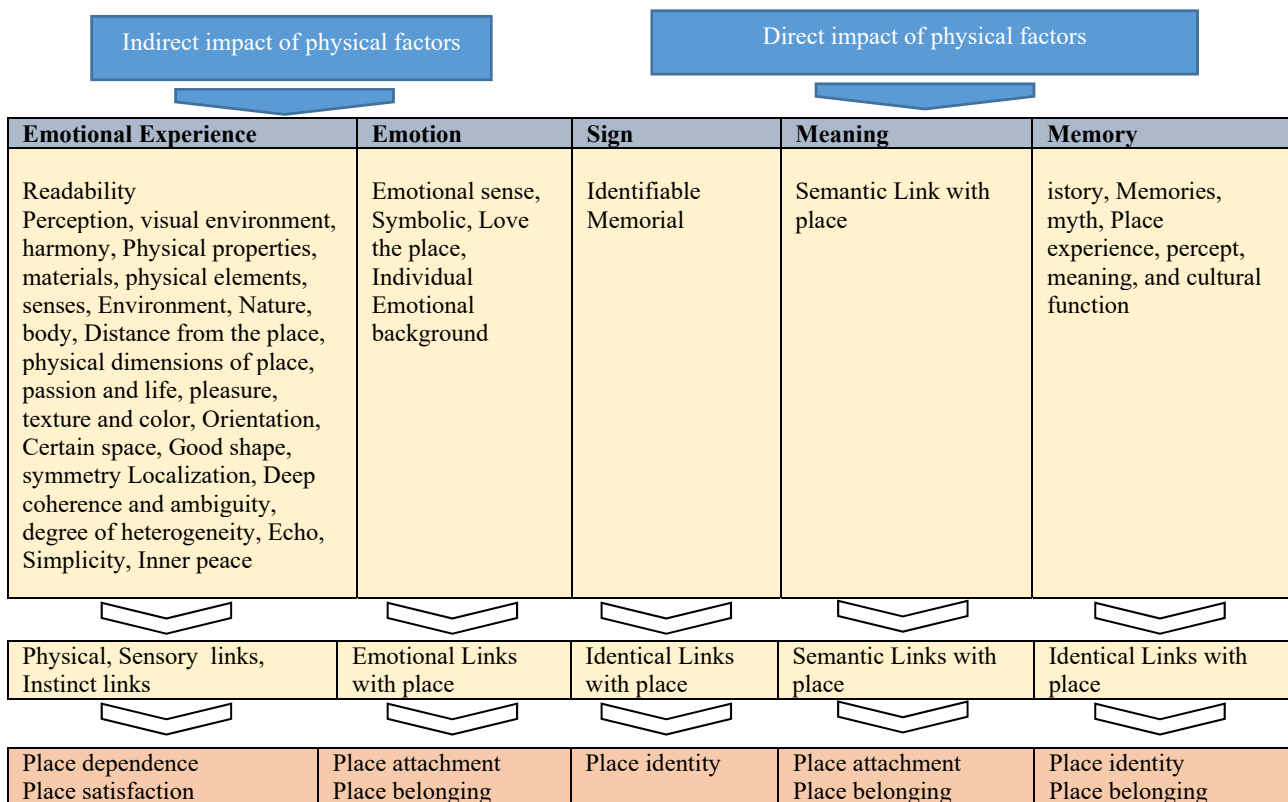 Indirect impact of physical factors
Direct impact of physical factors
Emotional Experience
Emotion
Sign
Meaning
Memory
Readability
Perception, visual environment,
harmony, Physical properties,
materials, physical elements,
senses, Environment, Nature,
body, Distance from the place,
physical dimensions of place,
passion and life, pleasure,
texture and color, Orientation,
Certain space, Good shape,
symmetry Localization, Deep
coherence and ambiguity,
degree of heterogeneity, Echo,
Simplicity, Inner peace
Emotional sense,
Symbolic, Love
the place,
Individual
Emotional
background
Identifiable
Memorial
Semantic Link with
place
istory, Memories,
myth, Place
experience, percept,
meaning, and cultural
function
Physical, Sensory links,
Instinct links
Emotional Links
with place
Identical Links
with place
Semantic Links with
place
Identical Links with
place
Place dependence
Place satisfaction
Place attachment
Place belonging
Place identity
Place attachment
Place belonging
Place identity
Place belonging